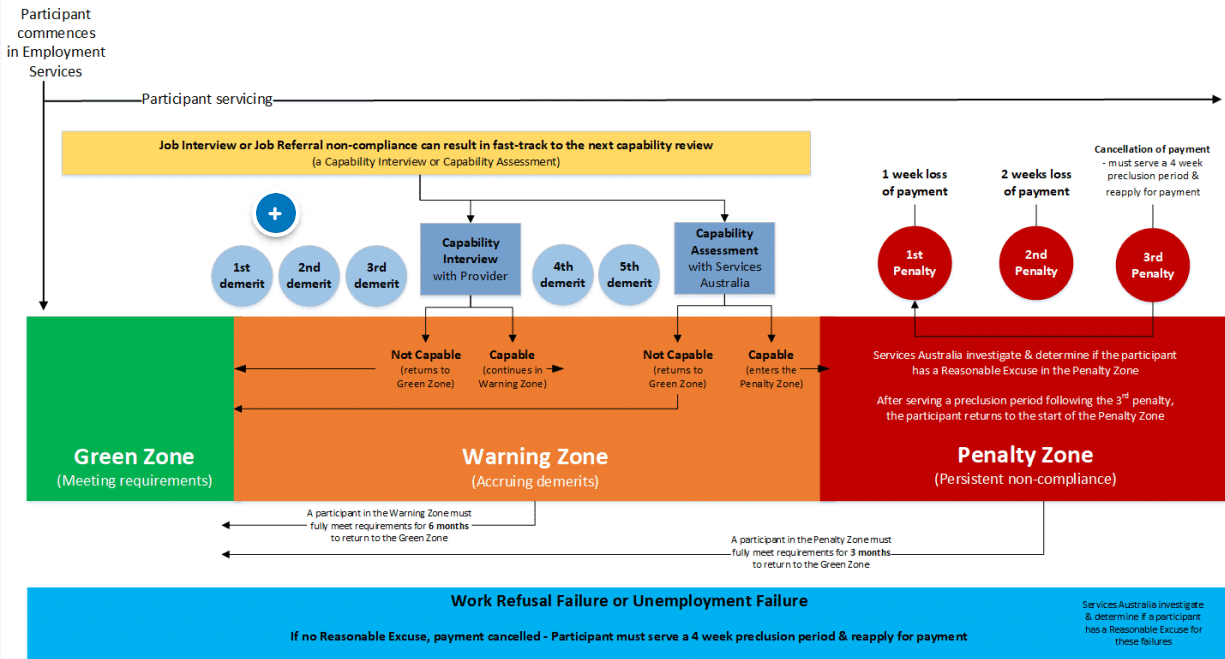 Participant
commences
in Employment
Services
Participant servicing
Job Interview or Job Referral non-compliance can result in fast-track to the next capability review
(a Capability Interview or Capability Assessment)
+
1st
demerit
2nd
demerit
3rd
demerit
Capability
Interview
with Provider
4th
demerit
5th
demerit
Capability
Assessment
with Services
Australia
1 week loss
of payment
2 weeks loss
of payment
Cancellation of payment
- must serve a 4 week
preclusion period &
reapply for payment
1st
Penalty
2nd
Penalty
3rd
Penalty
Not Capable
(returns to
Green Zone)
Capable
(continues in
Warning Zone)
Not Capable
(returns to
Green Zone)
Capable
(enters the
Penalty Zone)
Services Australia investigate & determine if the participant
has a Reasonable Excuse in the Penalty Zone
After serving a preclusion period following the 3rd penalty,
the participant returns to the start of the Penalty Zone
Green Zone
(Meeting requirements)
Warning Zone
(Accruing demerits)
Penalty Zone
(Persistent non-compliance)
A participant in the Warning Zone must
fully meet requirements for 6 months
to return to the Green Zone
A participant in the Penalty Zone must
fully meet requirements for 3 months
to return to the Green Zone
Work Refusal Failure or Unemployment Failure
If no Reasonable Excuse, payment cancelled - Participant must serve a 4 week preclusion period & reapply for payment
Services Australia investigate
& determine if a participant
has a Reasonable Excuse for
these failures